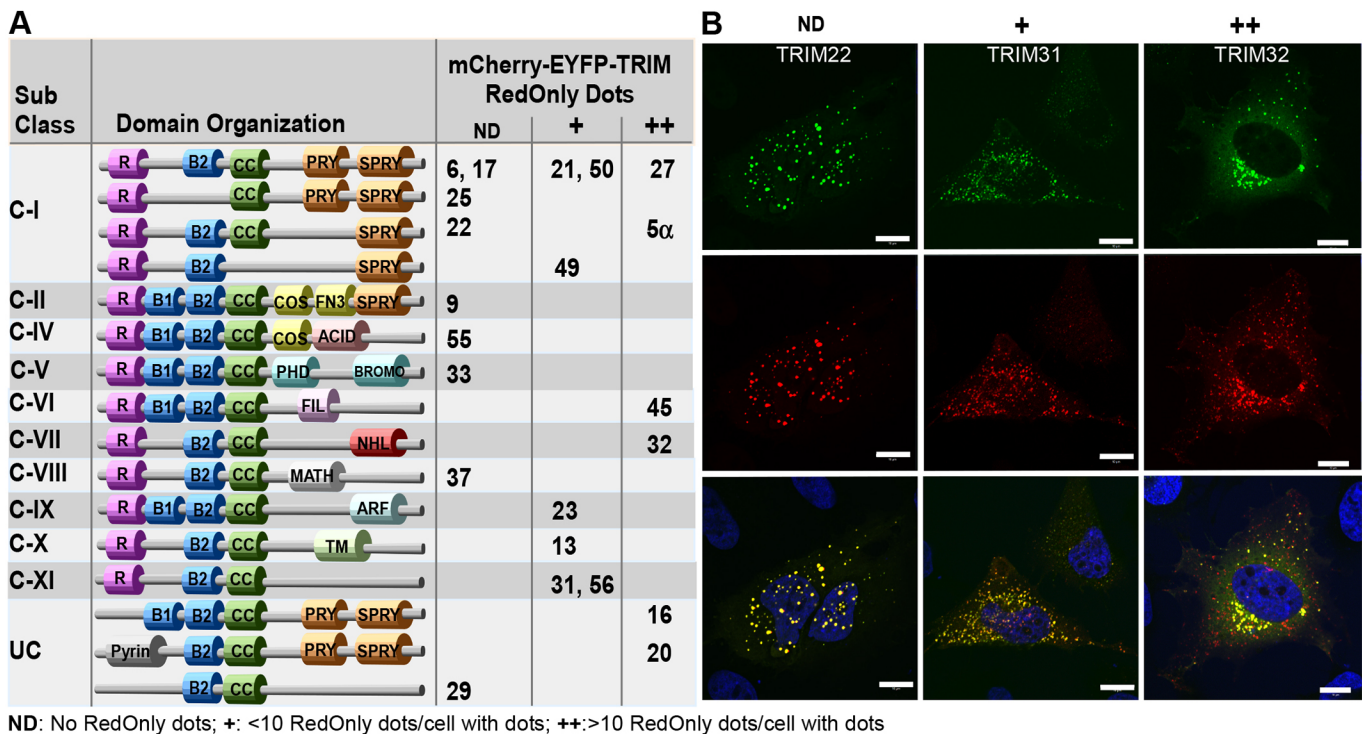 A
Sub Class
Domain Organization
mCherry-EYFP-TRIM
RedOnly Dots
ND + ++
C-I
R B2 CC PRY SPRY 6, 17 21, 50 27
R CC PRY SPRY 25
R B2 CC SPRY 22 5α
R B2 SPRY 49
C-II R B1 B2 CC COS FN3 SPRY 9
C-IV R B1 B2 CC COS ACID 55
C-V R B1 B2 CC PHD BROMO 33
C-VI R B1 B2 CC FIL 45
C-VII R B2 CC NHL 32
C-VIII R B2 CC MATH 37
C-IX R B1 B2 CC ARF 23
C-X R B2 CC TM 13
C-XI R B2 CC 31, 56
UC
B1 B2 CC PRY SPRY 16
Pyrin B2 CC PRY SPRY 20
B2 CC 29
ND: No RedOnly dots; +: <10 RedOnly dots/cell with dots; ++:>10 RedOnly dots/cell with dots
B
ND + ++
TRIM22 TRIM31 TRIM32